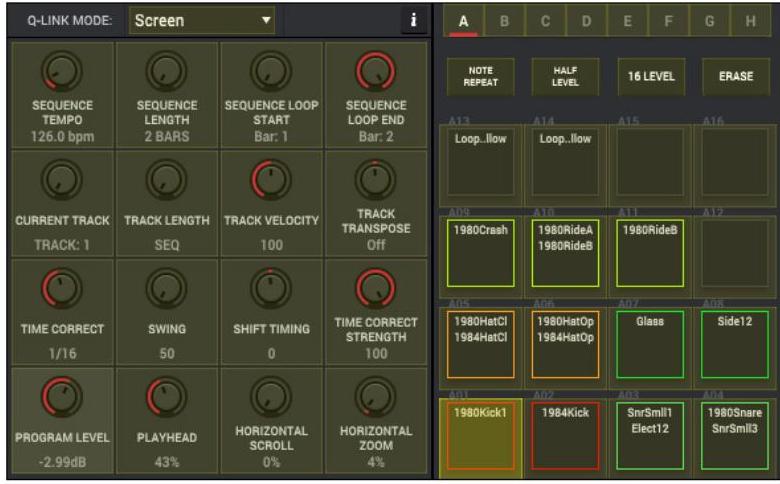 Q-LINK MODE: Screen i
SEQUENCE TEMPO
126.0 bpm
SEQUENCE LENGTH
2 BARS
SEQUENCE LOOP START
Bar: 1
SEQUENCE LOOP END
Bar: 2
CURRENT TRACK
TRACK: 1
TRACK LENGTH
SEQ
TRACK VELOCITY
100
TRACK TRANSPOSE
Off
TIME CORRECT
1/16
SWING
50
SHIFT TIMING
0
TIME CORRECT STRENGTH
100
PROGRAM LEVEL
-2.99dB
PLAYHEAD
43%
HORIZONTAL SCROLL
0%
HORIZONTAL ZOOM
4%
A B C D E F G H
NOTE REPEAT
HALF LEVEL
16 LEVEL
ERASE
A13
Loop..llow
A14
Loop..llow
A15
A16
A09
1980Crash
A10
1980RideA
1980RideB
A11
1980RideB
A12
A05
1980HatCl
1984HatCl
A06
1980HatOp
1984HatOp
A07
Glass
A08
Side12
A01
1980Kick1
A02
1984Kick
A03
SnrSmll1
Elect12
A04
1980Snare
SnrSmll3